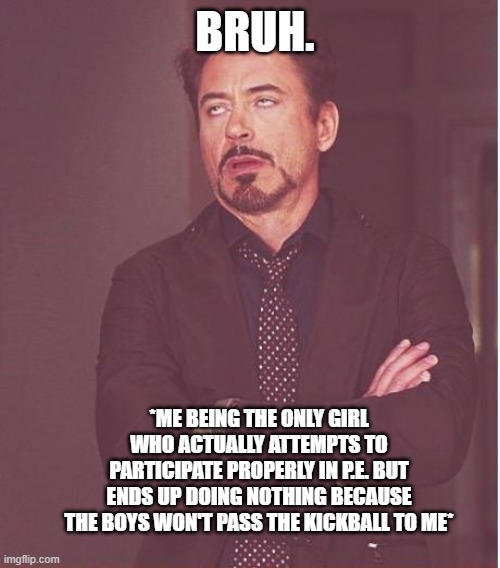 BRUH.
*ME BEING THE ONLY GIRL
WHO ACTUALLY ATTEMPTS TO
PARTICIPATE PROPERLY IN P.E. BUT
ENDS UP DOING NOTHING BECAUSE
THE BOYS WON'T PASS THE KICKBALL TO ME*
imgflip.com